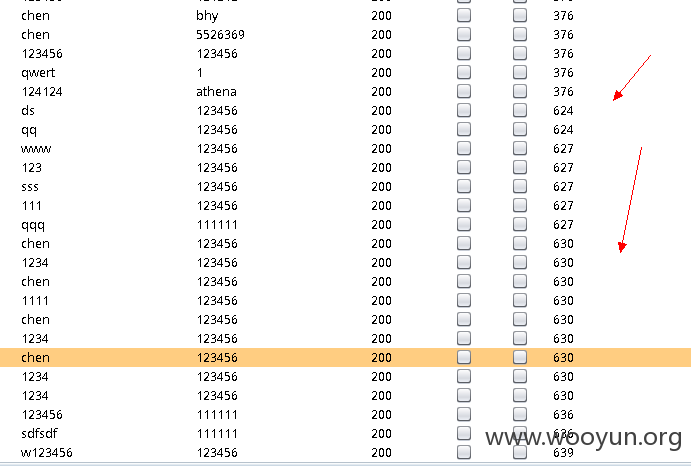 chen bhy 200 376
chen 5526369 200 376
123456 123456 200 376
qwert 1 200 376
124124 athena 200 376
ds 123456 200 624
qq 123456 200 624
www 123456 200 627
123 123456 200 627
sss 123456 200 627
111 123456 200 627
qqq 111111 200 627
chen 123456 200 630
1234 123456 200 630
chen 123456 200 630
1111 123456 200 630
chen 123456 200 630
1234 123456 200 630
chen 123456 200 630
1234 123456 200 630
1234 123456 200 630
123456 111111 200 636
sdfsdf 111111 200 636
w123456 123456 200 639
www.wooyun.org